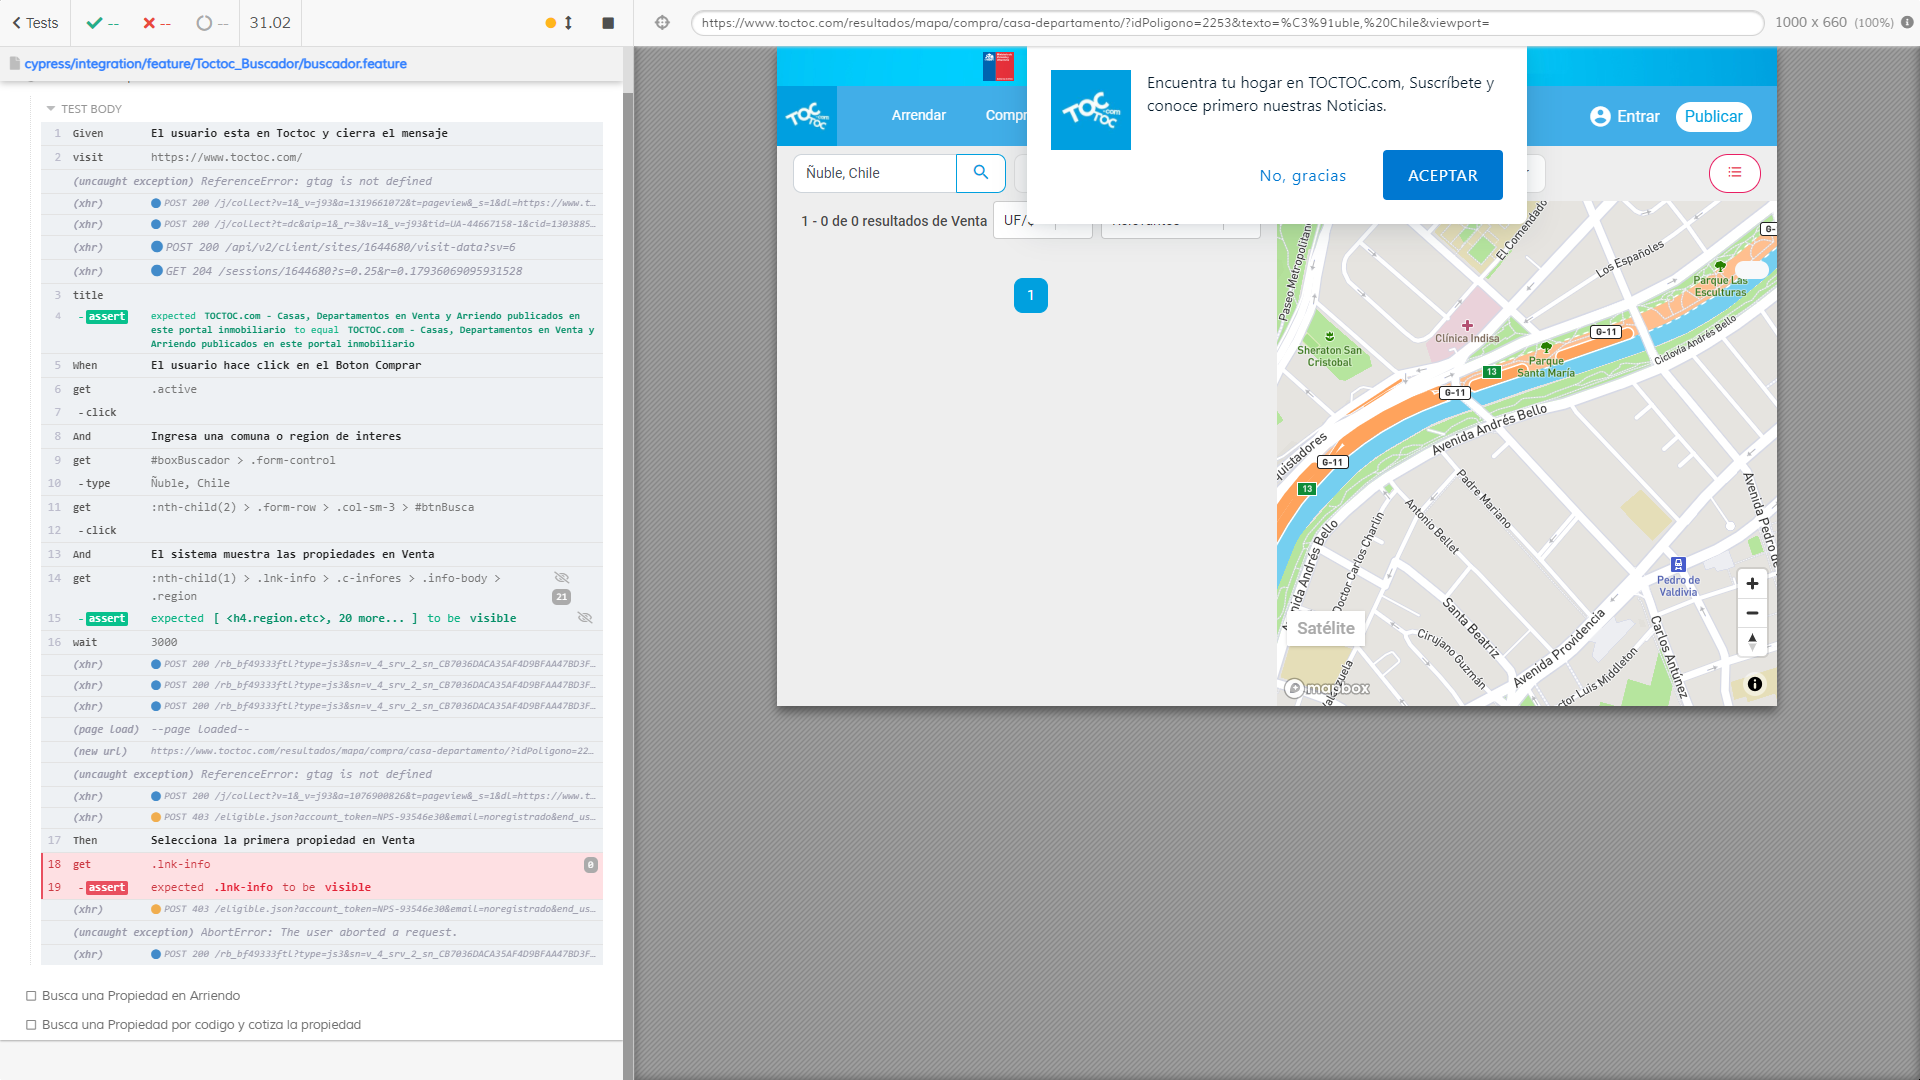 Tests
--
--
--
31.02
cypress/integration/feature/Toctoc_Buscador/buscador.feature
TEST BODY
1 Given El usuario esta en Toctoc y cierra el mensaje
2 visit https://www.toctoc.com/
(uncaught exception) ReferenceError: gtag is not defined
(xhr) POST 200 /j/collect?v=1&_v=j93&a=1319661072&t=pageview&_s=1&dl=https://www.t...
(xhr) POST 200 /j/collect?t=dc&aip=1&_r=3&v=1&_v=j93&tid=UA-44667158-1&cid=1303885...
(xhr) POST 200 /api/v2/client/sites/1644680/visit-data?sv=6
(xhr) GET 204 /sessions/1644680?s=0.25&r=0.17936069095931528
3 title
4 -assert expected TOCTOC.com - Casas, Departamentos en Venta y Arriendo publicados en
este portal inmobiliario to equal TOCTOC.com - Casas, Departamentos en Venta y
Arriendo publicados en este portal inmobiliario
5 When El usuario hace click en el Boton Comprar
6 get .active
7 -click
8 And Ingresa una comuna o region de interes
9 get #boxBuscador > .form-control
10 -type Ñuble, Chile
11 get :nth-child(2) > .form-row > .col-sm-3 > #btnBusca
12 -click
13 And El sistema muestra las propiedades en Venta
14 get :nth-child(1) > .lnk-info > .c-infores > .info-body >
.region 21
15 -assert expected [ <h4.region.etc>, 20 more... ] to be visible
16 wait 3000
(xhr) POST 200 /rb_bf49333ftl?type=js3&sn=v_4_srv_2_sn_CB7036DACA35AF4D9BFAA47BD3F...
(xhr) POST 200 /rb_bf49333ftl?type=js3&sn=v_4_srv_2_sn_CB7036DACA35AF4D9BFAA47BD3F...
(xhr) POST 200 /rb_bf49333ftl?type=js3&sn=v_4_srv_2_sn_CB7036DACA35AF4D9BFAA47BD3F...
(page load) --page loaded--
(new url) https://www.toctoc.com/resultados/mapa/compra/casa-departamento/?idPoligono=22...
(uncaught exception) ReferenceError: gtag is not defined
(xhr) POST 200 /j/collect?v=1&_v=j93&a=1076900826&t=pageview&_s=1&dl=https://www.t...
(xhr) POST 403 /eligible.json?account_token=NPS-93546e30&email=noregistrado&end_us...
17 Then Selecciona la primera propiedad en Venta
18 get .lnk-info 0
19 -assert expected .lnk-info to be visible
(xhr) POST 403 /eligible.json?account_token=NPS-93546e30&email=noregistrado&end_us...
(uncaught exception) AbortError: The user aborted a request.
(xhr) POST 200 /rb_bf49333ftl?type=js3&sn=v_4_srv_2_sn_CB7036DACA35AF4D9BFAA47BD3F...
Busca una Propiedad en Arriendo
Busca una Propiedad por codigo y cotiza la propiedad
https://www.toctoc.com/resultados/mapa/compra/casa-departamento/?idPoligono=2253&texto=%C3%91uble,%20Chile&viewport=
1000 x 660 (100%)
TOC TOC .com
Arrendar
Compr
Entrar
Publicar
TOC TOC .com
Encuentra tu hogar en TOCTOC.com, Suscríbete y
conoce primero nuestras Noticias.
No, gracias
ACEPTAR
Ñuble, Chile
1 - 0 de 0 resultados de Venta
UF/$
1
Paseo Metropolitan
El Comendado
Los Españoles
G-
Parque Las
Esculturas
Sheraton San
Cristobal
Clínica Indisa
G-11
Parque
Santa María
Ciclovía Andrés Bello
13
G-11
Avenida Andrés Bello
quistadores
G-11
13
Padre Mariano
Antonio Bellet
Doctor Carlos Charlin
nida Andrés Bello
Avenida Pedro de
Pedro de
Valdivia
Santa Beatriz
Cirujano Guzmán
Avenida Providencia
Carlos Antúnez
ctor Luis Middleton
Satélite
mapbox